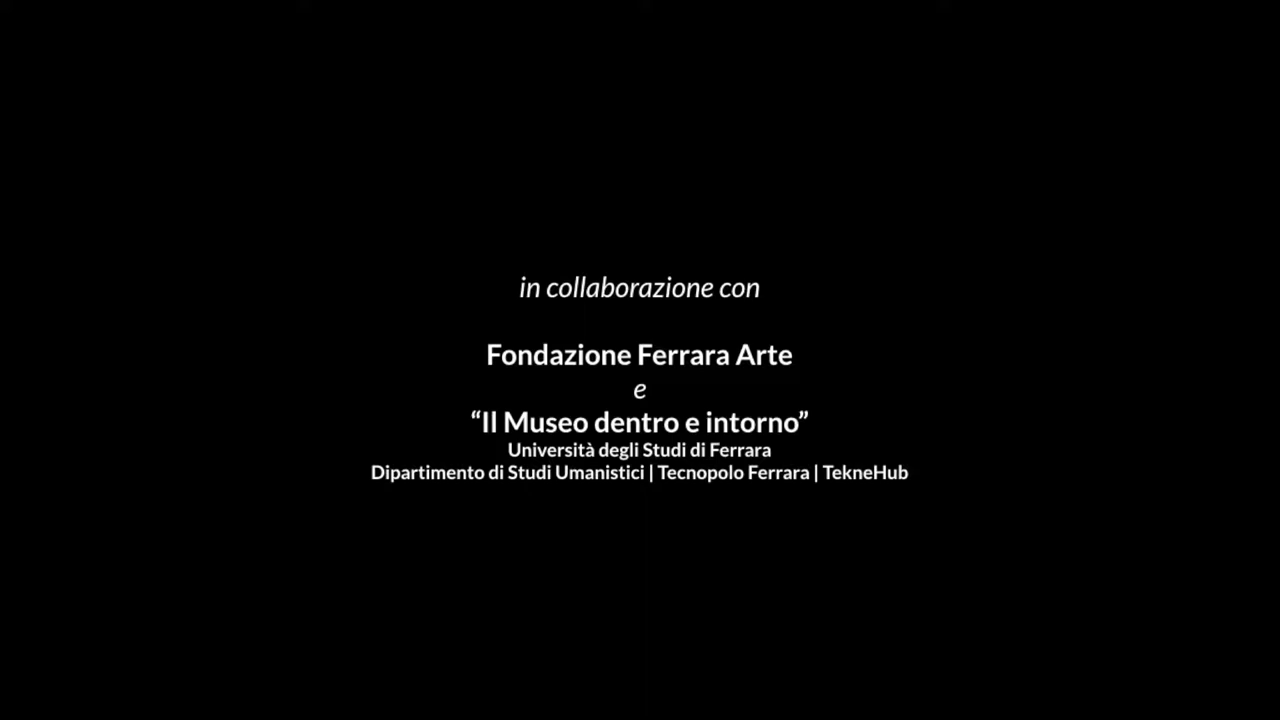 in collaborazione con
Fondazione Ferrara Arte
e
“Il Museo dentro e intorno”
Università degli Studi di Ferrara
Dipartimento di Studi Umanistici | Tecnopolo Ferrara | TekneHub